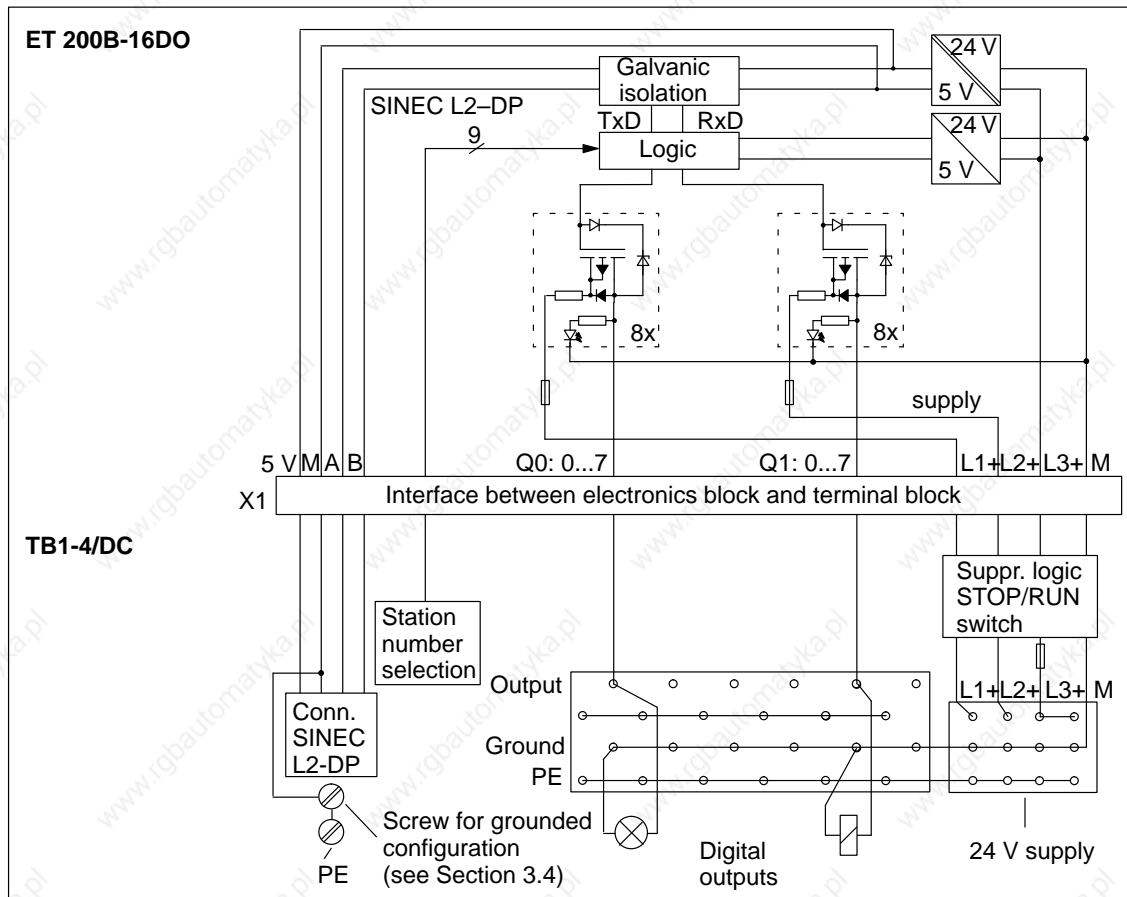 ET 200B-16DO
24 V
5 V
Galvanic
isolation
SINEC L2–DP
9
TxD
RxD
Logic
24 V
5 V
8x
8x
supply
5 V M A B
Q0: 0...7
Q1: 0...7
L1+ L2+ L3+ M
X1
Interface between electronics block and terminal block
TB1-4/DC
Suppr. logic
STOP/RUN
switch
Station
number
selection
Output
L1+ L2+ L3+ M
Conn.
SINEC
L2-DP
Ground
PE
Screw for grounded
configuration
(see Section 3.4)
PE
Digital
outputs
24 V supply
www.rgbautomatyka.pl